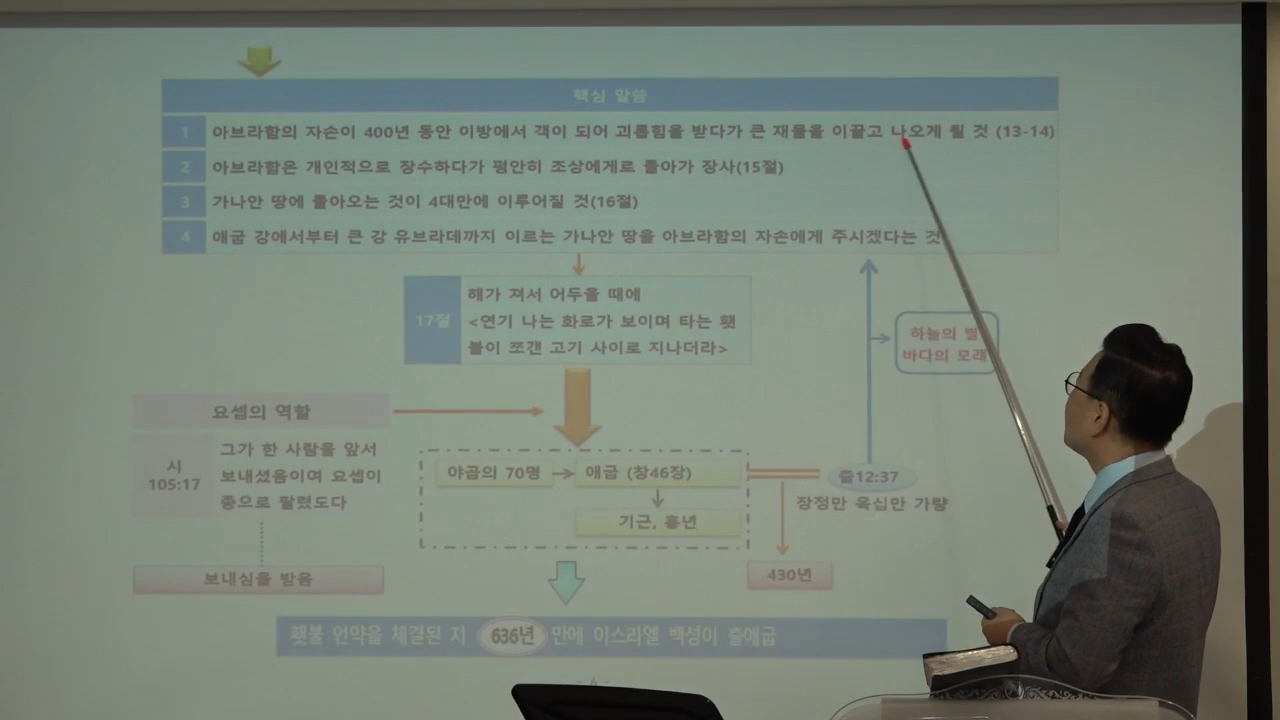 핵심 말씀
1 아브라함의 자손이 400년 동안 이방에서 객이 되어 괴롭힘을 받다가 큰 재물을 이끌고 나오게 될 것 (13-14)
2 아브라함은 개인적으로 장수하다가 평안히 조상에게로 돌아가 장사(15절)
3 가나안 땅에 돌아오는 것이 4대만에 이루어질 것(16절)
4 애굽 강에서부터 큰 강 유브라데까지 이르는 가나안 땅을 아브라함의 자손에게 주시겠다는 것
17절
해가 져서 어두울 때에
<연기 나는 화로가 보이며 타는 횃
불이 쪼갠 고기 사이로 지나더라>
하늘의 별
바다의 모래
요셉의 역할
시
105:17
그가 한 사람을 앞서
보내셨음이여 요셉이
종으로 팔렸도다
보내심을 받음
야곱의 70명
애굽 (창46장)
기근, 흉년
출12:37
장정만 육십만 가량
430년
횃불 언약을 체결된 지 636년 만에 이스라엘 백성이 출애굽
- 6 -